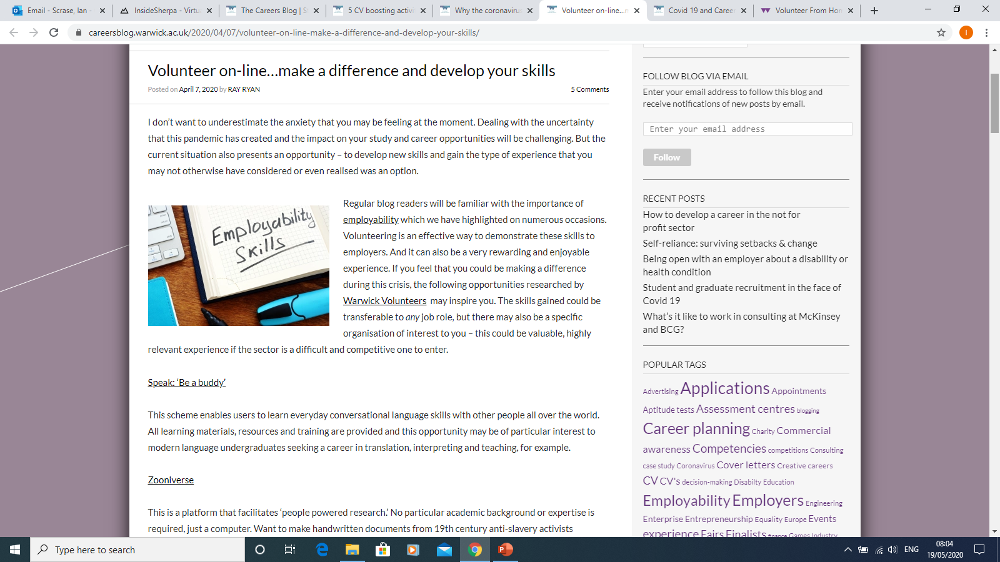 Email - Scrase, Ian -
InsideSherpa - Virtu
The Careers Blog | S
5 CV boosting activi
Why the coronavirus
Volunteer on-line...n
Covid 19 and Caree
Volunteer From Hom
careersblog.warwick.ac.uk/2020/04/07/volunteer-on-line-make-a-difference-and-develop-your-skills/
I
Volunteer on-line…make a difference and develop your skills
Posted on April 7, 2020 by RAY RYAN
5 Comments
I don’t want to underestimate the anxiety that you may be feeling at the moment. Dealing with the uncertainty
that this pandemic has created and the impact on your study and career opportunities will be challenging. But the
current situation also presents an opportunity – to develop new skills and gain the type of experience that you
may not otherwise have considered or even realised was an option.
Employability
Skills
Regular blog readers will be familiar with the importance of
employability which we have highlighted on numerous occasions.
Volunteering is an effective way to demonstrate these skills to
employers. And it can also be a very rewarding and enjoyable
experience. If you feel that you could be making a difference
during this crisis, the following opportunities researched by
Warwick Volunteers may inspire you. The skills gained could be
transferable to any job role, but there may also be a specific
organisation of interest to you – this could be valuable, highly
relevant experience if the sector is a difficult and competitive one to enter.
Speak: ‘Be a buddy’
This scheme enables users to learn everyday conversational language skills with other people all over the world.
All learning materials, resources and training are provided and this opportunity may be of particular interest to
modern language undergraduates seeking a career in translation, interpreting and teaching, for example.
Zooniverse
This is a platform that facilitates ‘people powered research.’ No particular academic background or expertise is
required, just a computer. Want to make handwritten documents from 19th century anti-slavery activists
FOLLOW BLOG VIA EMAIL
Enter your email address to follow this blog and
receive notifications of new posts by email.
Enter your email address
Follow
RECENT POSTS
How to develop a career in the not for
profit sector
Self-reliance: surviving setbacks & change
Being open with an employer about a disability or
health condition
Student and graduate recruitment in the face of
Covid 19
What’s it like to work in consulting at McKinsey
and BCG?
POPULAR TAGS
Advertising Applications Appointments
Aptitude tests Assessment centres blogging
Career planning Charity Commercial
awareness Competencies competitions Consulting
case study Coronavirus Cover letters Creative careers
CV CV's decision-making Disabilty Education
Employability Employers Engineering
Enterprise Entrepreneurship Equality Europe Events
experience Fairs Finalists finance Games Industry
Type here to search
ENG
08:04
19/05/2020